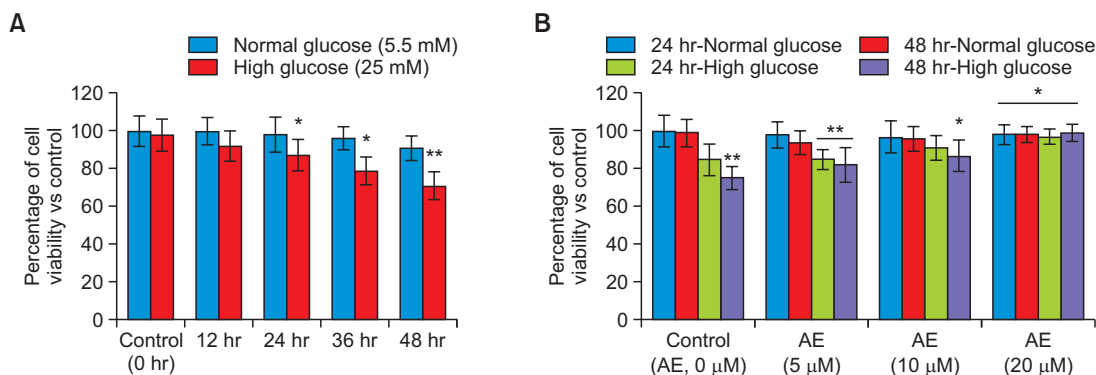 A
Normal glucose (5.5 mM)
High glucose (25 mM)
Percentage of cell
viability vs control
120
100
80
60
40
20
0
*
*
**
Control
(0 hr)
12 hr
24 hr
36 hr
48 hr
B
24 hr-Normal glucose
48 hr-Normal glucose
24 hr-High glucose
48 hr-High glucose
Percentage of cell
viability vs control
120
100
80
60
40
20
0
**
**
*
*
Control
(AE, 0 μM)
AE
(5 μM)
AE
(10 μM)
AE
(20 μM)